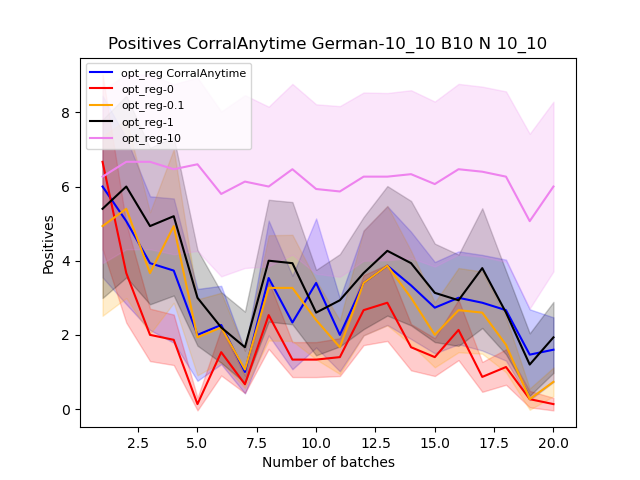 Positives CorralAnytime German-10_10 B10 N 10_10
opt_reg CorralAnytime
opt_reg-0
opt_reg-0.1
opt_reg-1
opt_reg-10
Positives
8
6
4
2
0
2.5 5.0 7.5 10.0 12.5 15.0 17.5 20.0
Number of batches